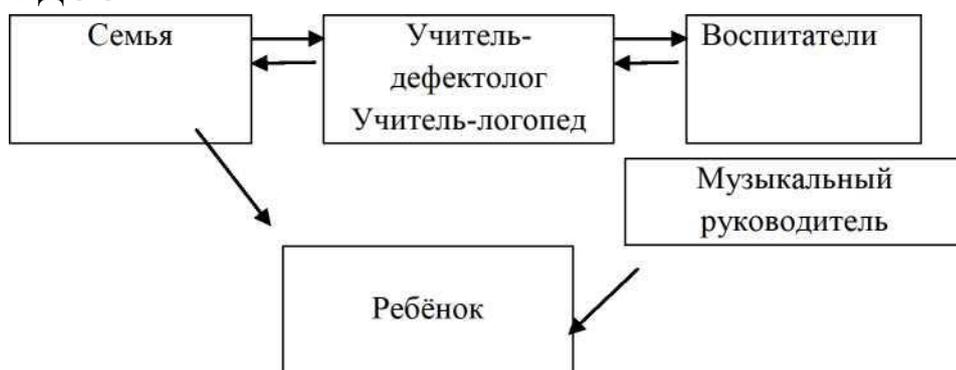 Семья
Учитель-
дефектолог
Учитель-логопед
Воспитатели
Музыкальный
руководитель
Ребёнок